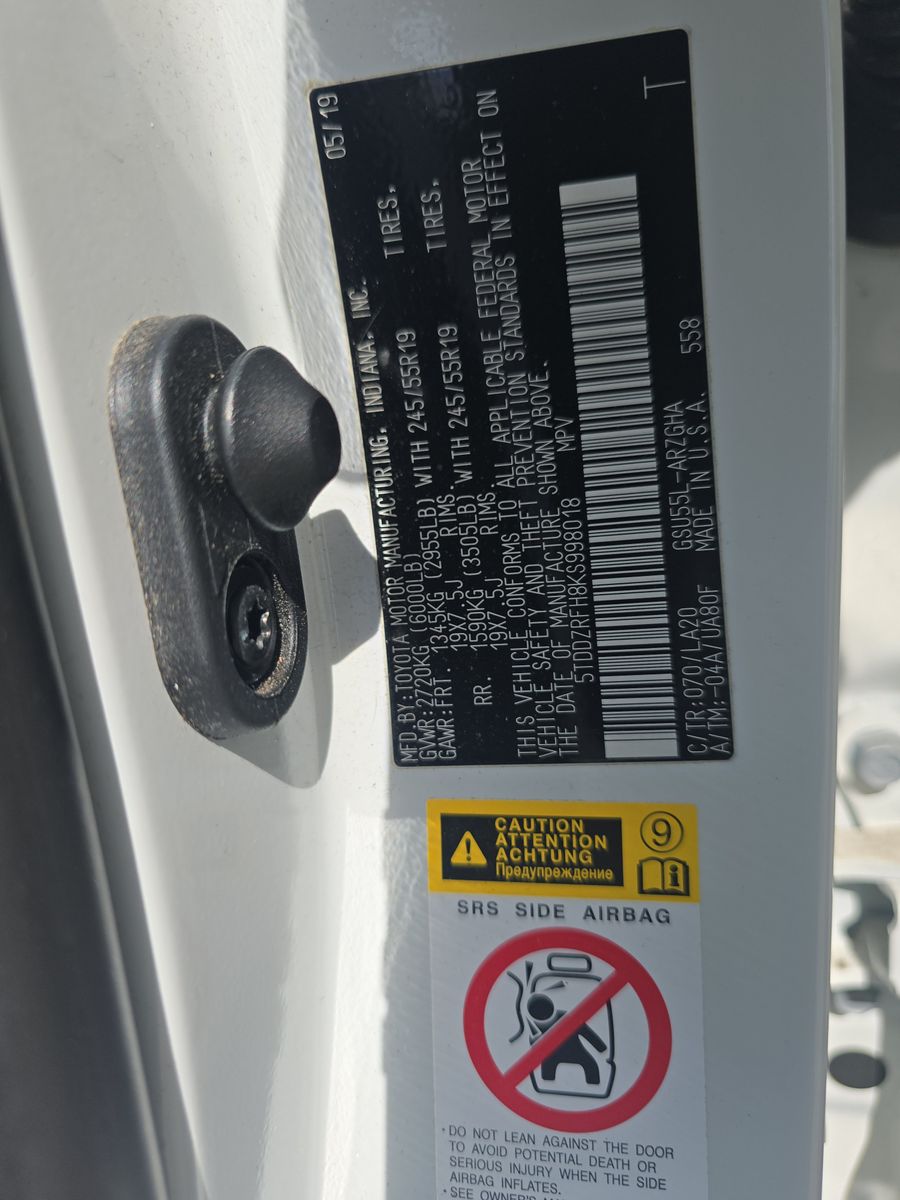 MFD.BY:TOYOTA MOTOR MANUFACTURING, INDIANA, INC. 05/19
GVWR:2720KG(6000LB)
GAWR:FRT. 1345KG (2955LB) WITH 245/55R19 TIRES,
19X7.5J RIMS,
RR. 1590KG (3505LB) WITH 245/55R19 TIRES,
19X7.5J RIMS
THIS VEHICLE CONFORMS TO ALL APPLICABLE FEDERAL MOTOR
VEHICLE SAFETY AND THEFT PREVENTION STANDARDS IN EFFECT ON
THE DATE OF MANUFACTURE SHOWN ABOVE.
5TDDZRFH8KS998018 MPV
C/TR:070/LA20 GSU55L-ARZGHA 558
A/TM:-04A/UA80F MADE IN U.S.A. T
CAUTION
ATTENTION
ACHTUNG
Предупреждение
9
i
SRS SIDE AIRBAG
• DO NOT LEAN AGAINST THE DOOR
TO AVOID POTENTIAL DEATH OR
SERIOUS INJURY WHEN THE SIDE
AIRBAG INFLATES.
• SEE OWNER'S